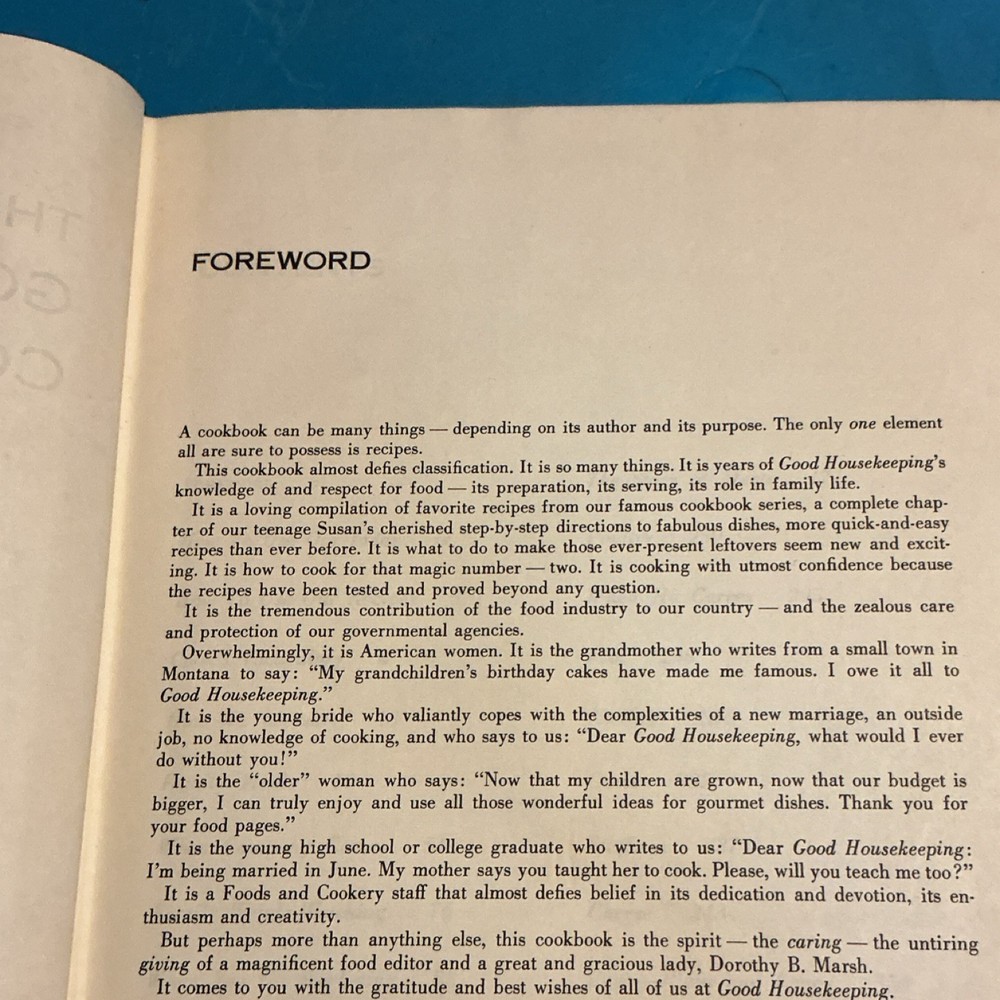 FOREWORD
A cookbook can be many things — depending on its author and its purpose. The only one element
all are sure to possess is recipes.
This cookbook almost defies classification. It is so many things. It is years of Good Housekeeping's
knowledge of and respect for food — its preparation, its serving, its role in family life.
It is a loving compilation of favorite recipes from our famous cookbook series, a complete chap-
ter of our teenage Susan's cherished step-by-step directions to fabulous dishes, more quick-and-easy
recipes than ever before. It is what to do to make those ever-present leftovers seem new and excit-
ing. It is how to cook for that magic number — two. It is cooking with utmost confidence because
the recipes have been tested and proved beyond any question.
It is the tremendous contribution of the food industry to our country — and the zealous care
and protection of our governmental agencies.
Overwhelmingly, it is American women. It is the grandmother who writes from a small town in
Montana to say: “My grandchildren's birthday cakes have made me famous. I owe it all to
Good Housekeeping.”
It is the young bride who valiantly copes with the complexities of a new marriage, an outside
job, no knowledge of cooking, and who says to us: “Dear Good Housekeeping, what would I ever
do without you!”
It is the “older” woman who says: “Now that my children are grown, now that our budget is
bigger, I can truly enjoy and use all those wonderful ideas for gourmet dishes. Thank you for
your food pages.”
It is the young high school or college graduate who writes to us: “Dear Good Housekeeping:
I'm being married in June. My mother says you taught her to cook. Please, will you teach me too?”
It is a Foods and Cookery staff that almost defies belief in its dedication and devotion, its en-
thusiasm and creativity.
But perhaps more than anything else, this cookbook is the spirit — the caring — the untiring
giving of a magnificent food editor and a great and gracious lady, Dorothy B. Marsh.
It comes to you with the gratitude and best wishes of all of us at Good Housekeeping.